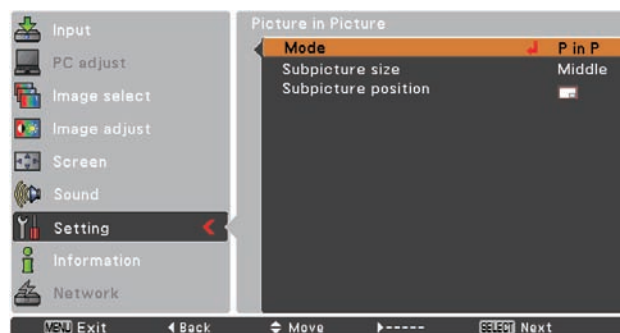 Input
PC adjust
Image select
Image adjust
Screen
Sound
Setting
Information
Network
Picture in Picture
Mode P in P
Subpicture size Middle
Subpicture position
MENU Exit Back Move ----- SELECT Next